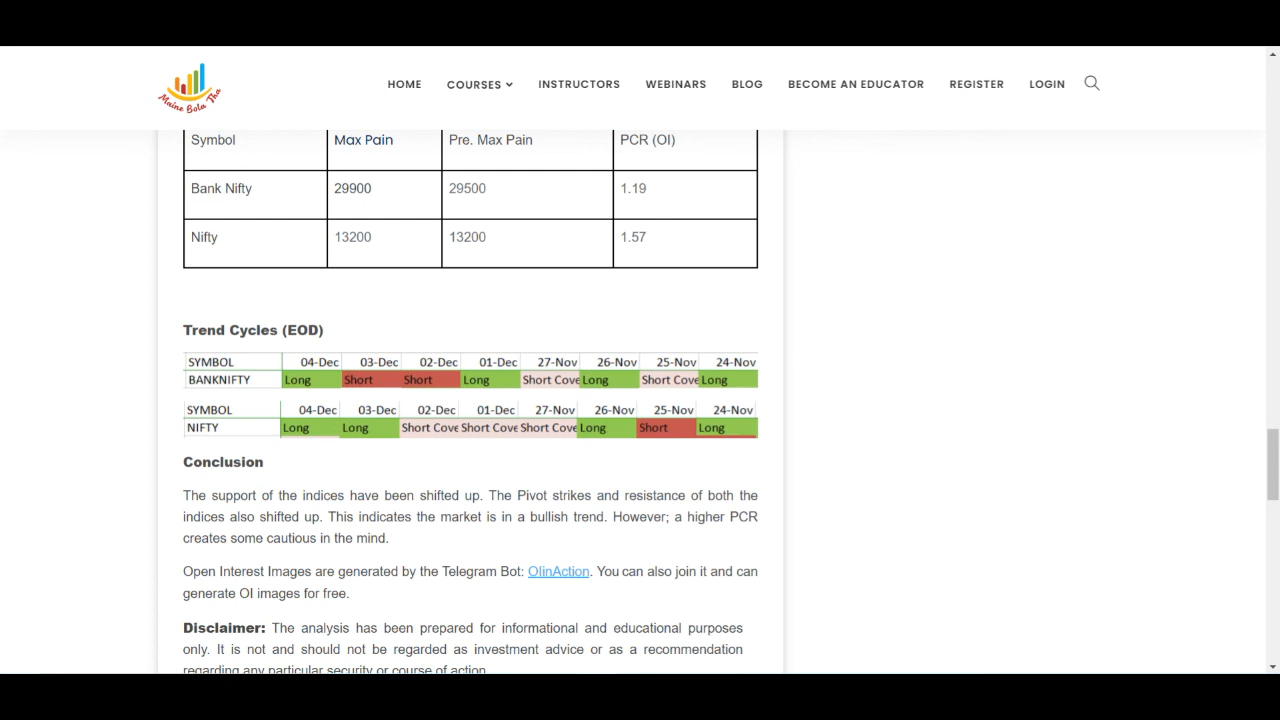 Maine Bola Tha
HOME COURSES INSTRUCTORS WEBINARS BLOG BECOME AN EDUCATOR REGISTER LOGIN
Symbol Max Pain Pre. Max Pain PCR (OI)
Bank Nifty 29900 29500 1.19
Nifty 13200 13200 1.57
Trend Cycles (EOD)
SYMBOL 04-Dec 03-Dec 02-Dec 01-Dec 27-Nov 26-Nov 25-Nov 24-Nov
BANKNIFTY Long Short Short Long Short Cove Long Short Cove Long
SYMBOL 04-Dec 03-Dec 02-Dec 01-Dec 27-Nov 26-Nov 25-Nov 24-Nov
NIFTY Long Long Short Cove Short Cove Short Cove Long Short Long
Conclusion
The support of the indices have been shifted up. The Pivot strikes and resistance of both the
indices also shifted up. This indicates the market is in a bullish trend. However; a higher PCR
creates some cautious in the mind.
Open Interest Images are generated by the Telegram Bot: OIinAction. You can also join it and can
generate OI images for free.
Disclaimer: The analysis has been prepared for informational and educational purposes
only. It is not and should not be regarded as investment advice or as a recommendation
regarding any particular security or course of action.